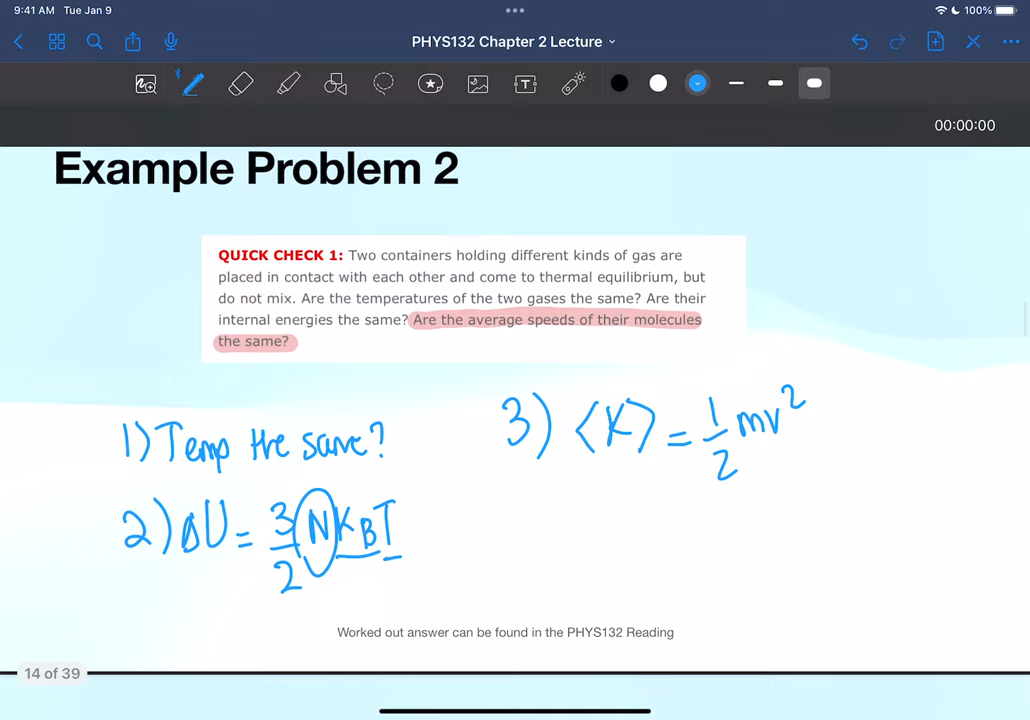 9:41 AM Tue Jan 9
100%
PHYS132 Chapter 2 Lecture
00:00:00
Example Problem 2
QUICK CHECK 1: Two containers holding different kinds of gas are
placed in contact with each other and come to thermal equilibrium, but
do not mix. Are the temperatures of the two gases the same? Are their
internal energies the same? Are the average speeds of their molecules
the same?
1) Temp the same?
2) ΔU = 3/2 N K_B T
3) ⟨K⟩ = 1/2 mv²
Worked out answer can be found in the PHYS132 Reading
14 of 39